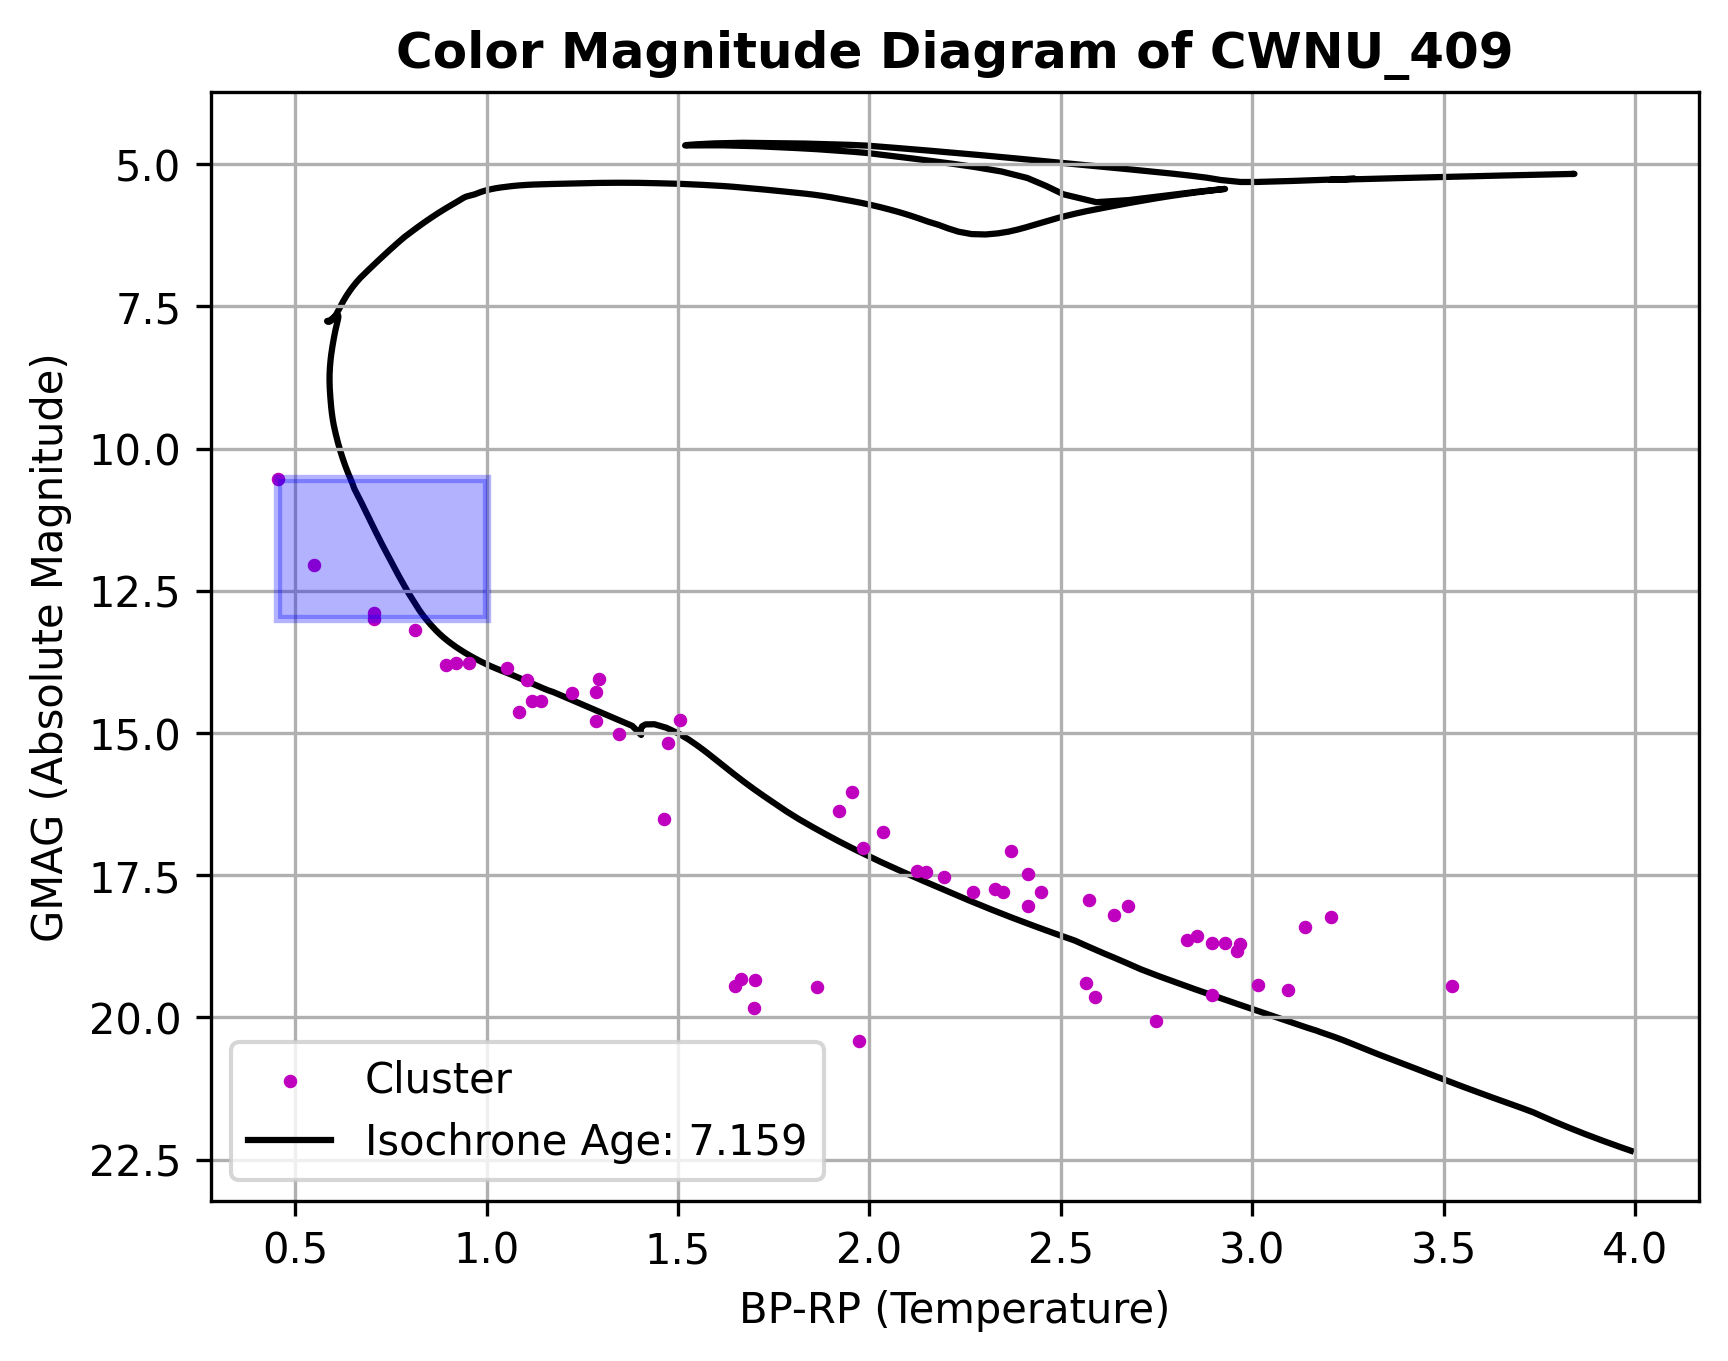 Color Magnitude Diagram of CWNU_409
GMAG (Absolute Magnitude)
5.0
7.5
10.0
12.5
15.0
17.5
20.0
22.5
Cluster
Isochrone Age: 7.159
0.5 1.0 1.5 2.0 2.5 3.0 3.5 4.0
BP-RP (Temperature)